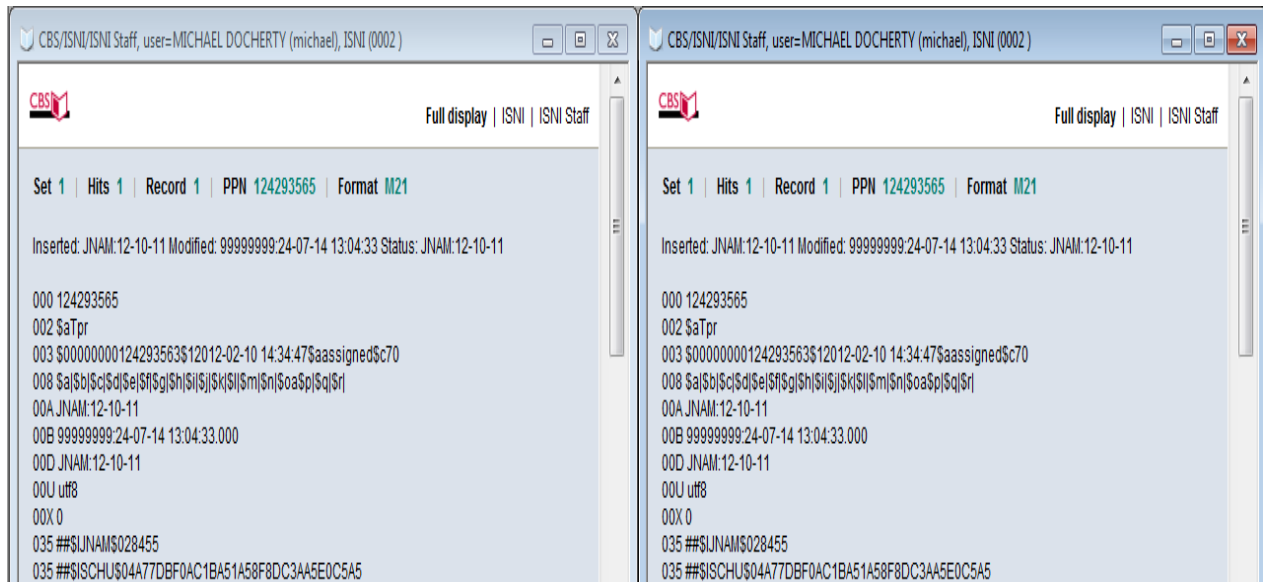 CBS/ISNI/ISNI Staff, user=MICHAEL DOCHERTY (michael), ISNI (0002 )
CBS
Full display | ISNI | ISNI Staff
Set 1 | Hits 1 | Record 1 | PPN 124293565 | Format M21
Inserted: JNAM:12-10-11 Modified: 99999999:24-07-14 13:04:33 Status: JNAM:12-10-11
000 124293565
002 $aTpr
003 $00000000124293563$12012-02-10 14:34:47$aassigned$c70
008 $a|$b|$c|$d|$e|$f|$g|$h|$i|$j|$k|$l|$m|$n|$oa$p|$q|$r|
00A JNAM:12-10-11
00B 99999999:24-07-14 13:04:33.000
00D JNAM:12-10-11
00U utf8
00X 0
035 ##$IJNAM$028455
035 ##$ISCHU$04A77DBF0AC1BA51A58F8DC3AA5E0C5A5
CBS/ISNI/ISNI Staff, user=MICHAEL DOCHERTY (michael), ISNI (0002 )
CBS
Full display | ISNI | ISNI Staff
Set 1 | Hits 1 | Record 1 | PPN 124293565 | Format M21
Inserted: JNAM:12-10-11 Modified: 99999999:24-07-14 13:04:33 Status: JNAM:12-10-11
000 124293565
002 $aTpr
003 $00000000124293563$12012-02-10 14:34:47$aassigned$c70
008 $a|$b|$c|$d|$e|$f|$g|$h|$i|$j|$k|$l|$m|$n|$oa$p|$q|$r|
00A JNAM:12-10-11
00B 99999999:24-07-14 13:04:33.000
00D JNAM:12-10-11
00U utf8
00X 0
035 ##$IJNAM$028455
035 ##$ISCHU$04A77DBF0AC1BA51A58F8DC3AA5E0C5A5